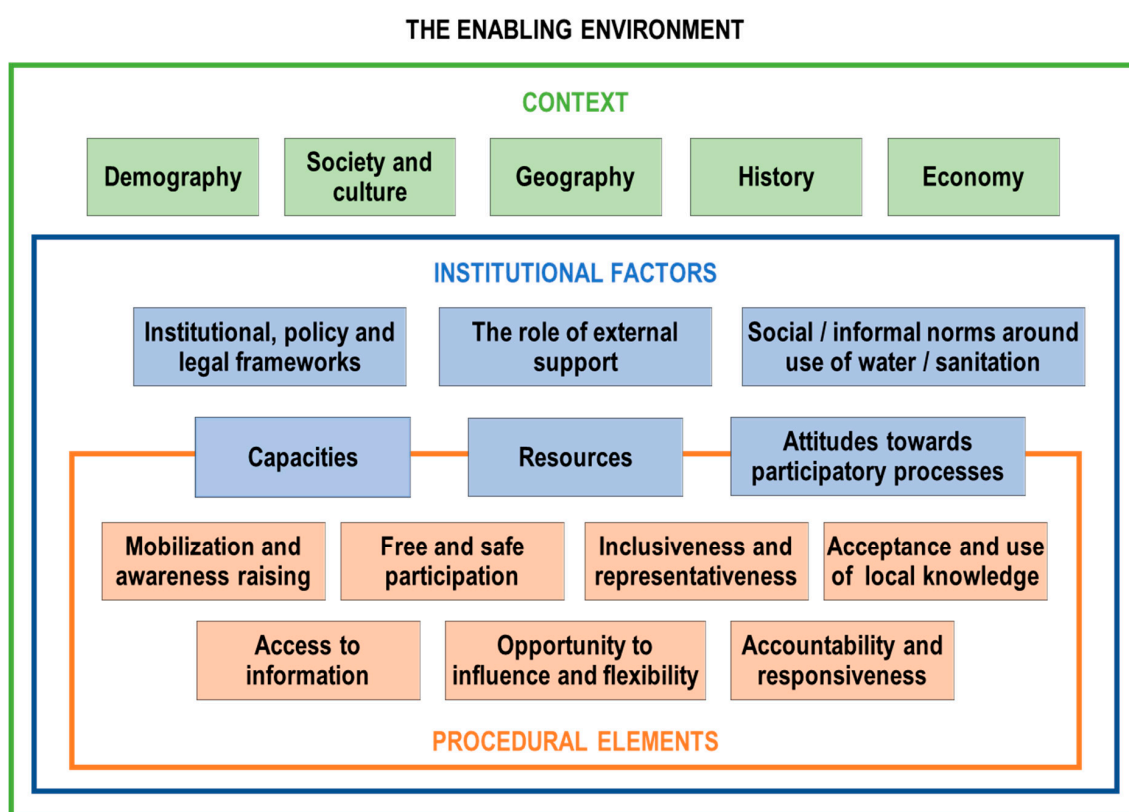 THE ENABLING ENVIRONMENT
CONTEXT
Demography
Society and
culture
Geography
History
Economy
INSTITUTIONAL FACTORS
Institutional, policy and
legal frameworks
The role of external
support
Social / informal norms around
use of water / sanitation
Capacities
Resources
Attitudes towards
participatory processes
Mobilization and
awareness raising
Free and safe
participation
Inclusiveness and
representativeness
Acceptance and use
of local knowledge
Access to
information
Opportunity to
influence and flexibility
Accountability and
responsiveness
PROCEDURAL ELEMENTS